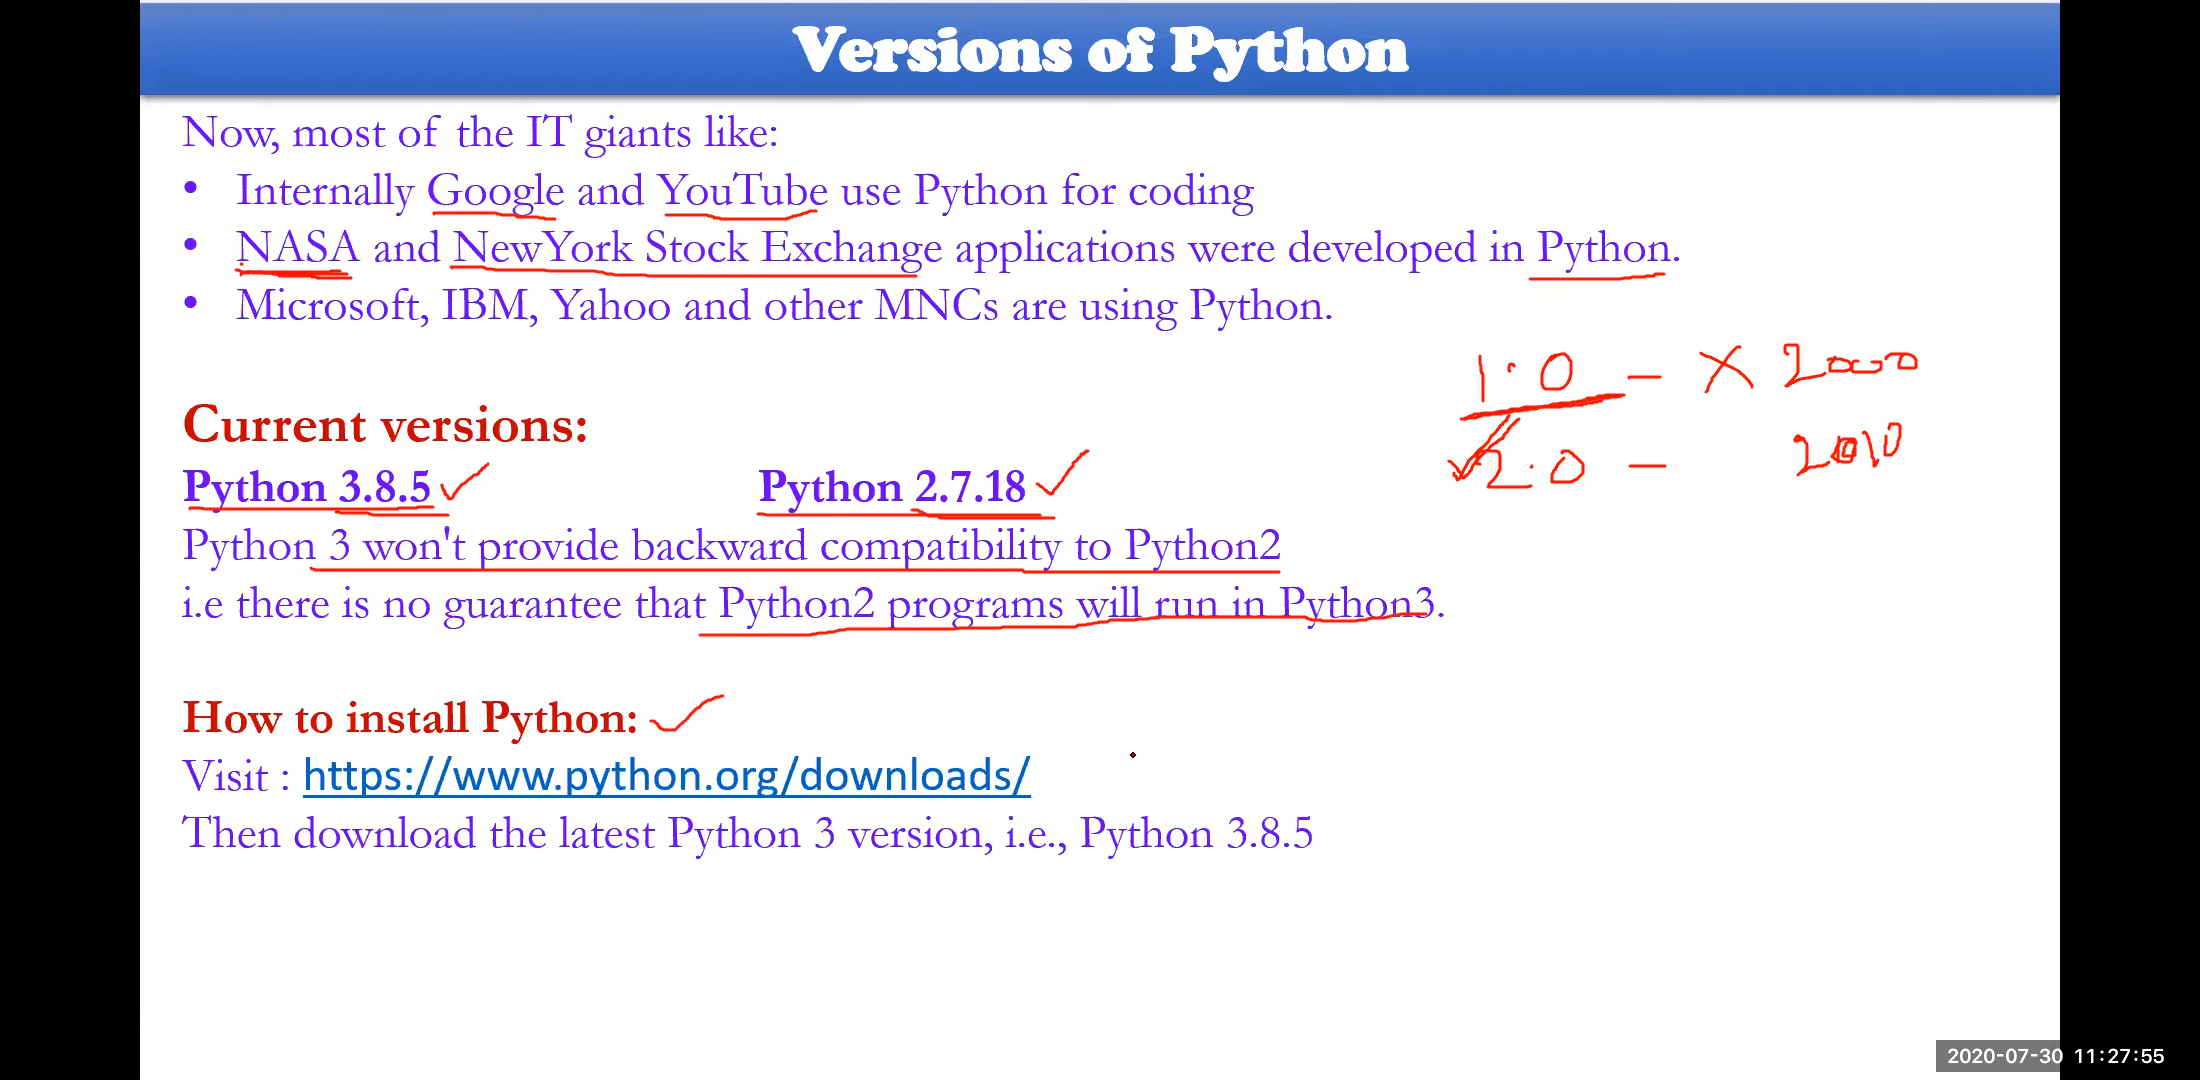 Versions of Python
Now, most of the IT giants like:
• Internally Google and YouTube use Python for coding
• NASA and NewYork Stock Exchange applications were developed in Python.
• Microsoft, IBM, Yahoo and other MNCs are using Python.
1.0 - X 2000
Current versions:
2.0 - 2010
Python 3.8.5 Python 2.7.18
Python 3 won't provide backward compatibility to Python2
i.e there is no guarantee that Python2 programs will run in Python3.
How to install Python:
Visit : https://www.python.org/downloads/
Then download the latest Python 3 version, i.e., Python 3.8.5
2020-07-30 11:27:55